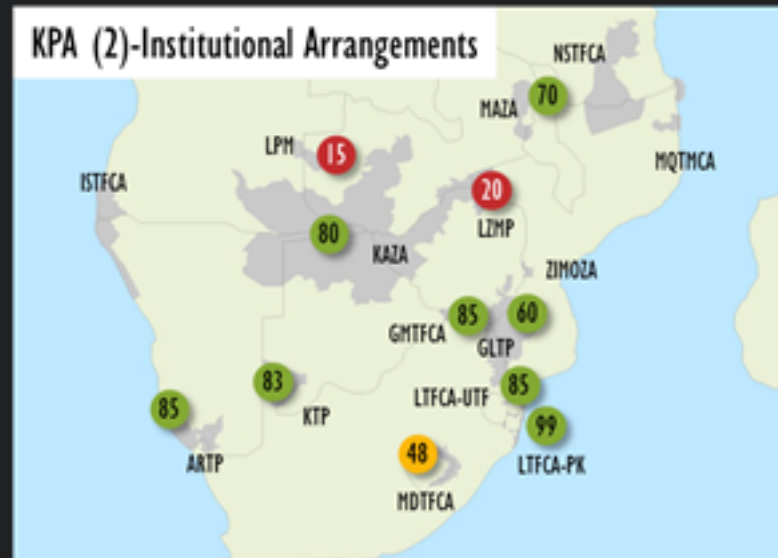 KPA (2)-Institutional Arrangements
NSTFCA
70
MAZA
LPM
15
MQTMCA
ISTFCA
20
LZMP
80
KAZA
ZIMOZA
85
60
GMTFCA
GLTP
83
LTFCA-UTF
85
85
KTP
99
ARTP
48
LTFCA-PK
MDTFCA